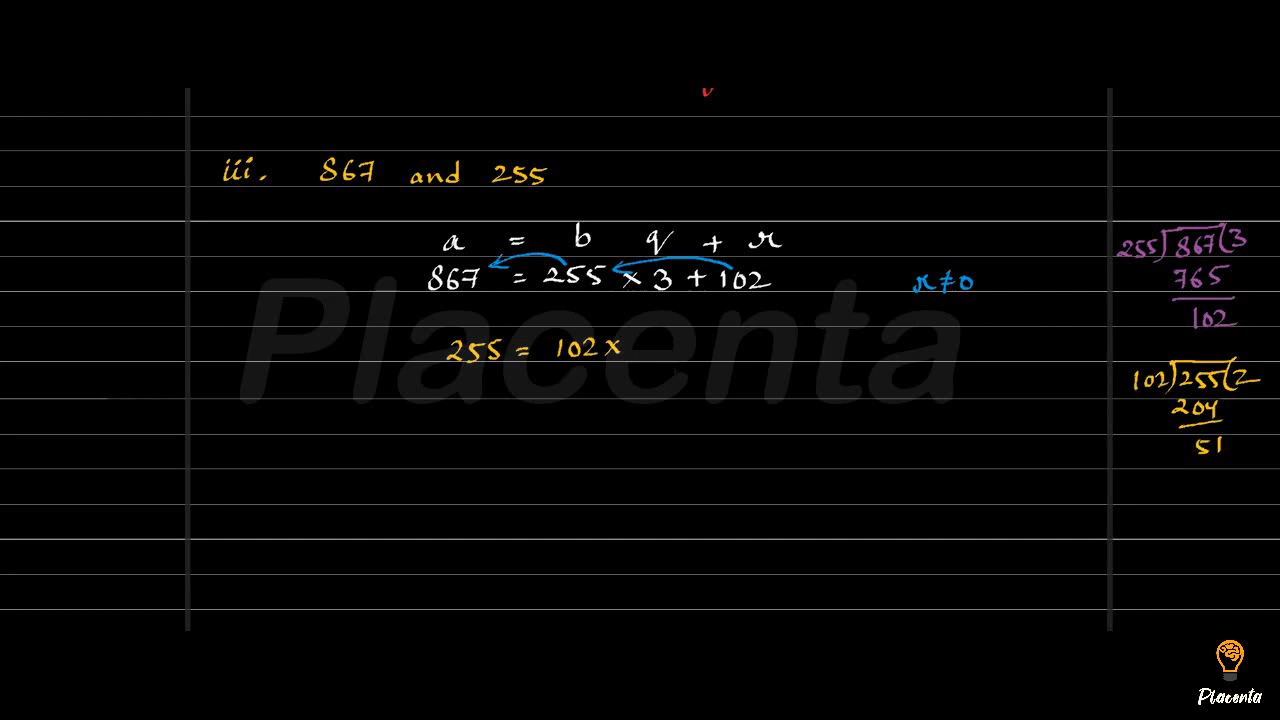 iii. 867 and 255
a = b q + r
867 = 255 × 3 + 102
r ≠ 0
255 = 102 ×
255)867(3
765
102
102)255(2
204
51
Placenta
Placenta